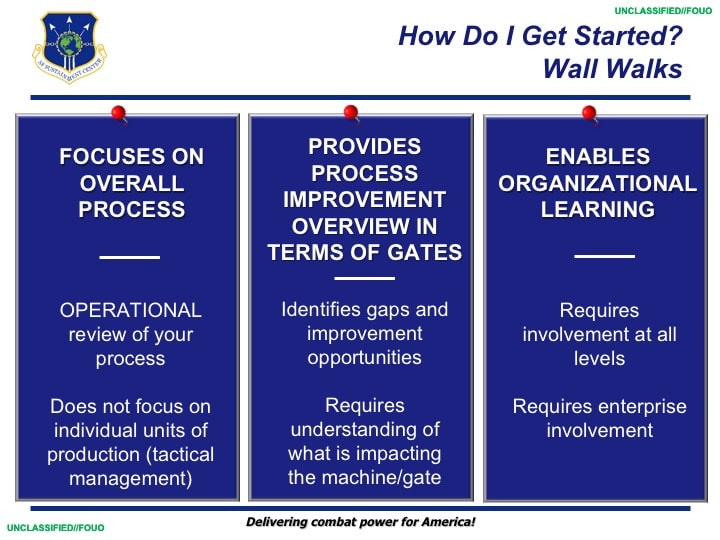 UNCLASSIFIED//FOUO
How Do I Get Started?
Wall Walks
AF SUSTAINMENT CENTER
FOCUSES ON
OVERALL
PROCESS
OPERATIONAL
review of your
process
Does not focus on
individual units of
production (tactical
management)
PROVIDES
PROCESS
IMPROVEMENT
OVERVIEW IN
TERMS OF GATES
Identifies gaps and
improvement
opportunities
Requires
understanding of
what is impacting
the machine/gate
ENABLES
ORGANIZATIONAL
LEARNING
Requires
involvement at all
levels
Requires enterprise
involvement
Delivering combat power for America!
UNCLASSIFIED//FOUO